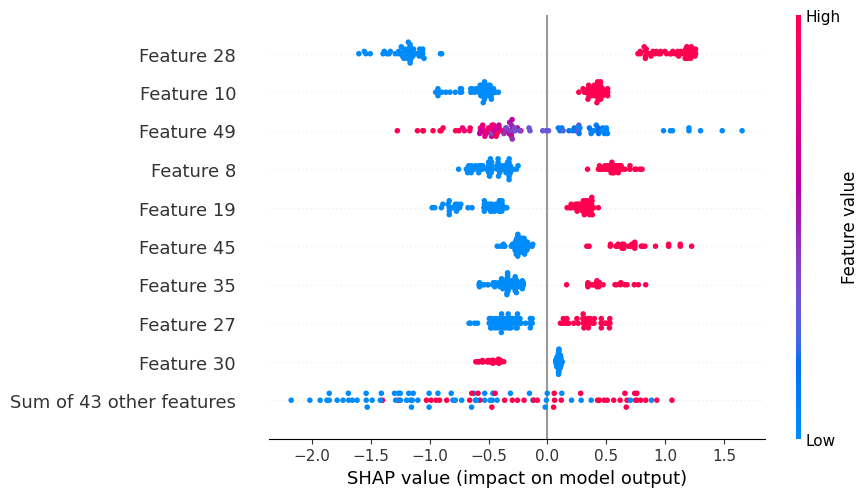 High
Feature 28
Feature 10
Feature 49
Feature 8
Feature 19
Feature 45
Feature 35
Feature 27
Feature 30
Sum of 43 other features
Feature value
Low
−2.0 −1.5 −1.0 −0.5 0.0 0.5 1.0 1.5
SHAP value (impact on model output)